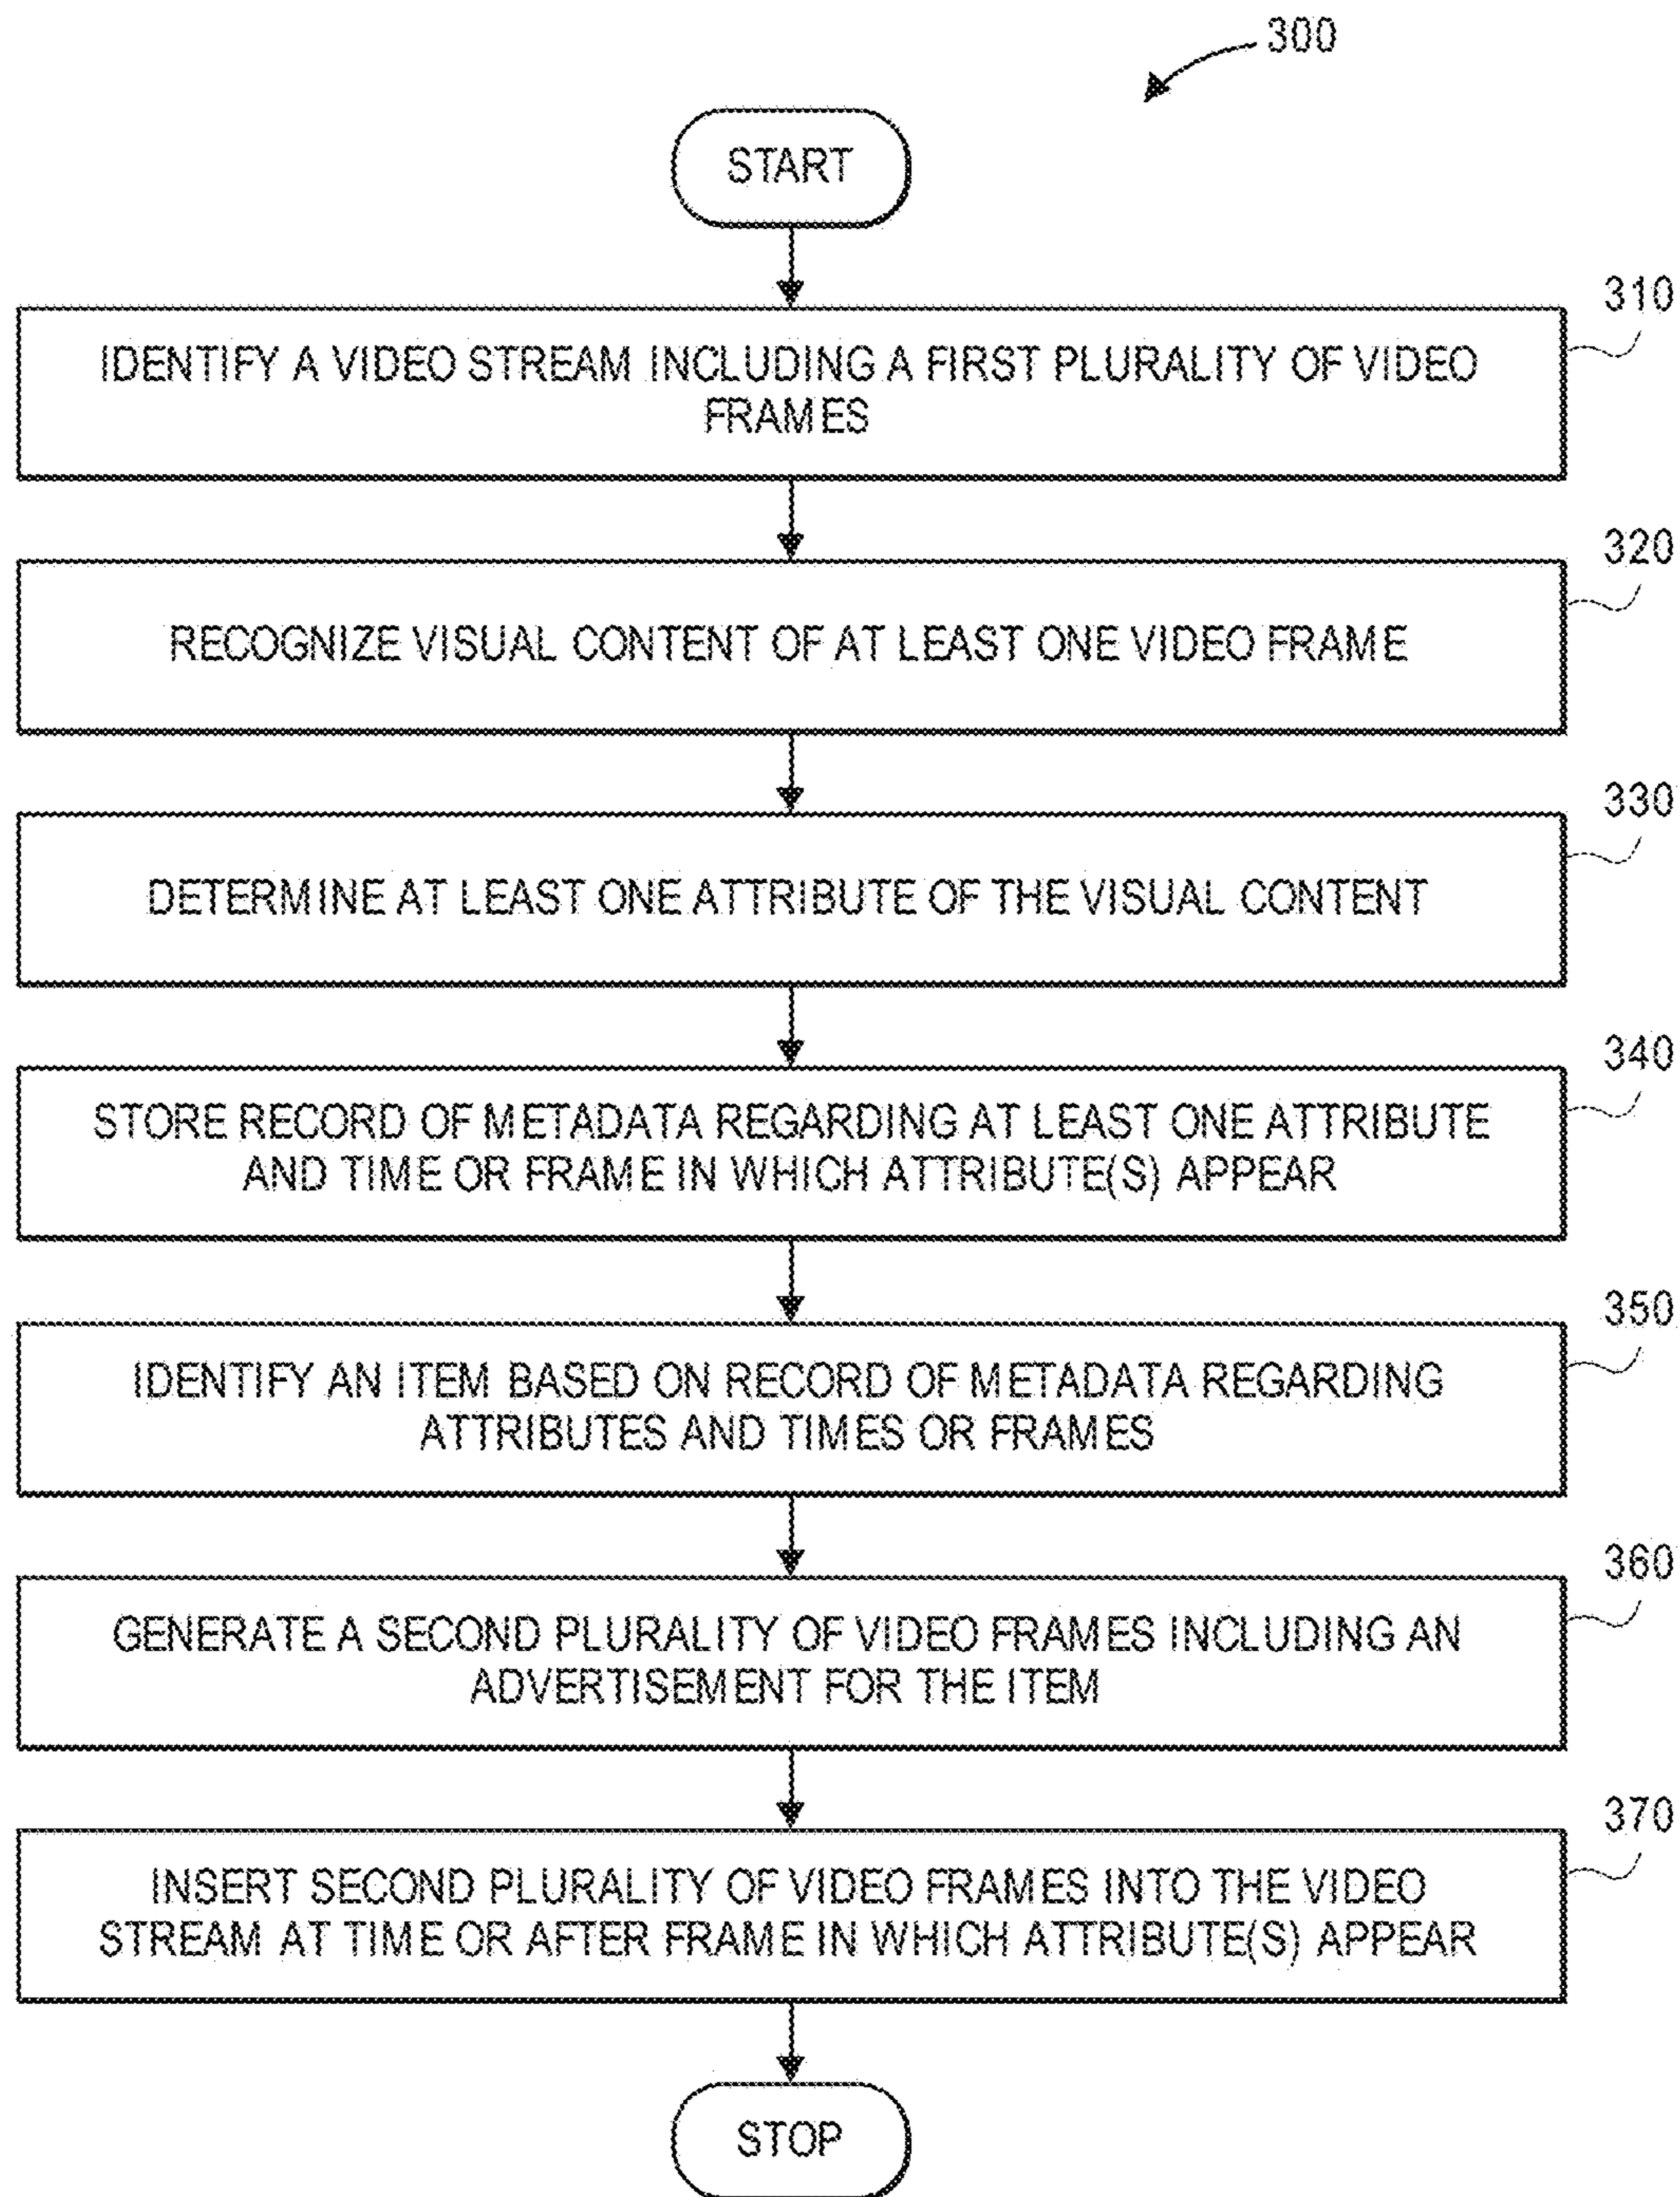 300
START
310
IDENTIFY A VIDEO STREAM INCLUDING A FIRST PLURALITY OF VIDEO
FRAMES
320
RECOGNIZE VISUAL CONTENT OF AT LEAST ONE VIDEO FRAME
330
DETERMINE AT LEAST ONE ATTRIBUTE OF THE VISUAL CONTENT
340
STORE RECORD OF METADATA REGARDING AT LEAST ONE ATTRIBUTE
AND TIME OR FRAME IN WHICH ATTRIBUTE(S) APPEAR
350
IDENTIFY AN ITEM BASED ON RECORD OF METADATA REGARDING
ATTRIBUTES AND TIMES OR FRAMES
360
GENERATE A SECOND PLURALITY OF VIDEO FRAMES INCLUDING AN
ADVERTISEMENT FOR THE ITEM
370
INSERT SECOND PLURALITY OF VIDEO FRAMES INTO THE VIDEO
STREAM AT TIME OR AFTER FRAME IN WHICH ATTRIBUTE(S) APPEAR
STOP